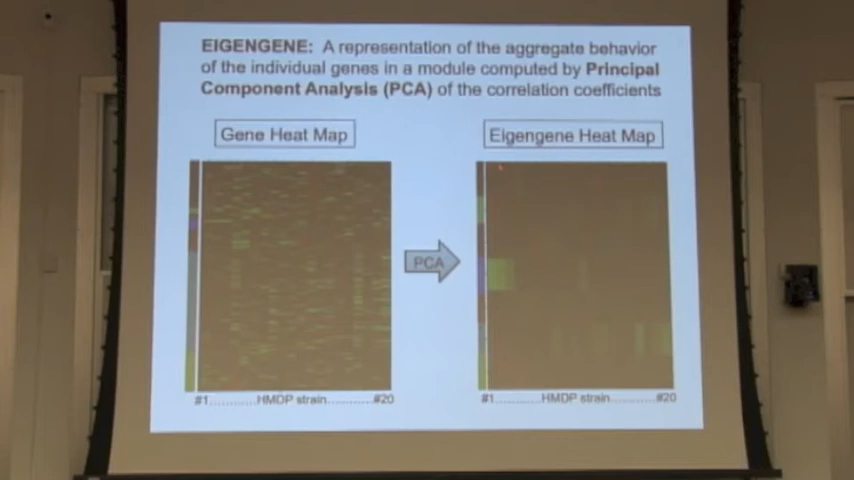 EIGENGENE: A representation of the aggregate behavior
of the individual genes in a module computed by Principal
Component Analysis (PCA) of the correlation coefficients
Gene Heat Map
Eigengene Heat Map
PCA
#1............HMDP strain...........#20
#1............HMDP strain...........#20